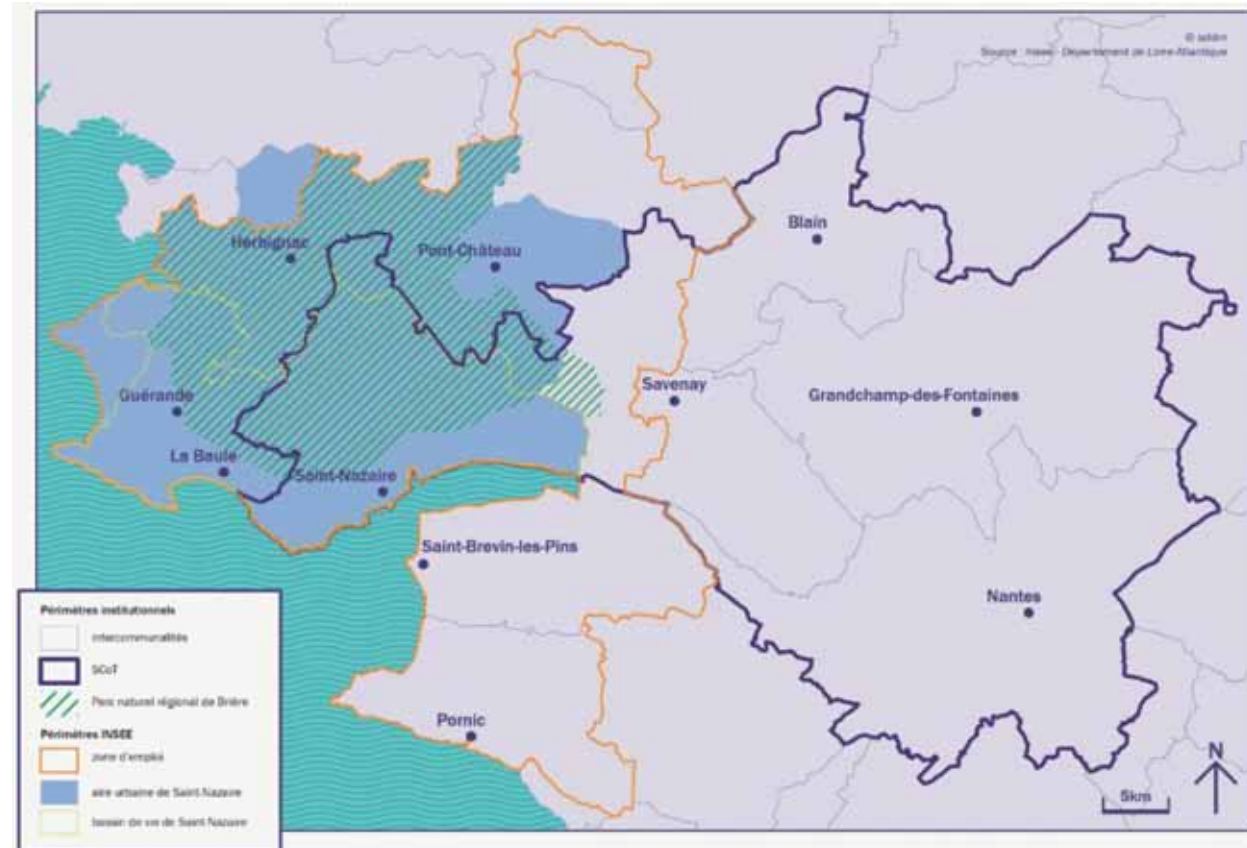 © addrn
Source : Insee - Département de Loire-Atlantique
Blain
Herbignac
Pont-Château
Savenay
Grandchamp-des-Fontaines
Guérande
La Baule
Saint-Nazaire
Saint-Brevin-les-Pins
Nantes
Pornic
N
5km
Périmètres institutionnels
intercommunalités
SCoT
Parc naturel régional de Brière
Périmètres INSEE
zone d'emploi
aire urbaine de Saint-Nazaire
bassin de vie de Saint-Nazaire